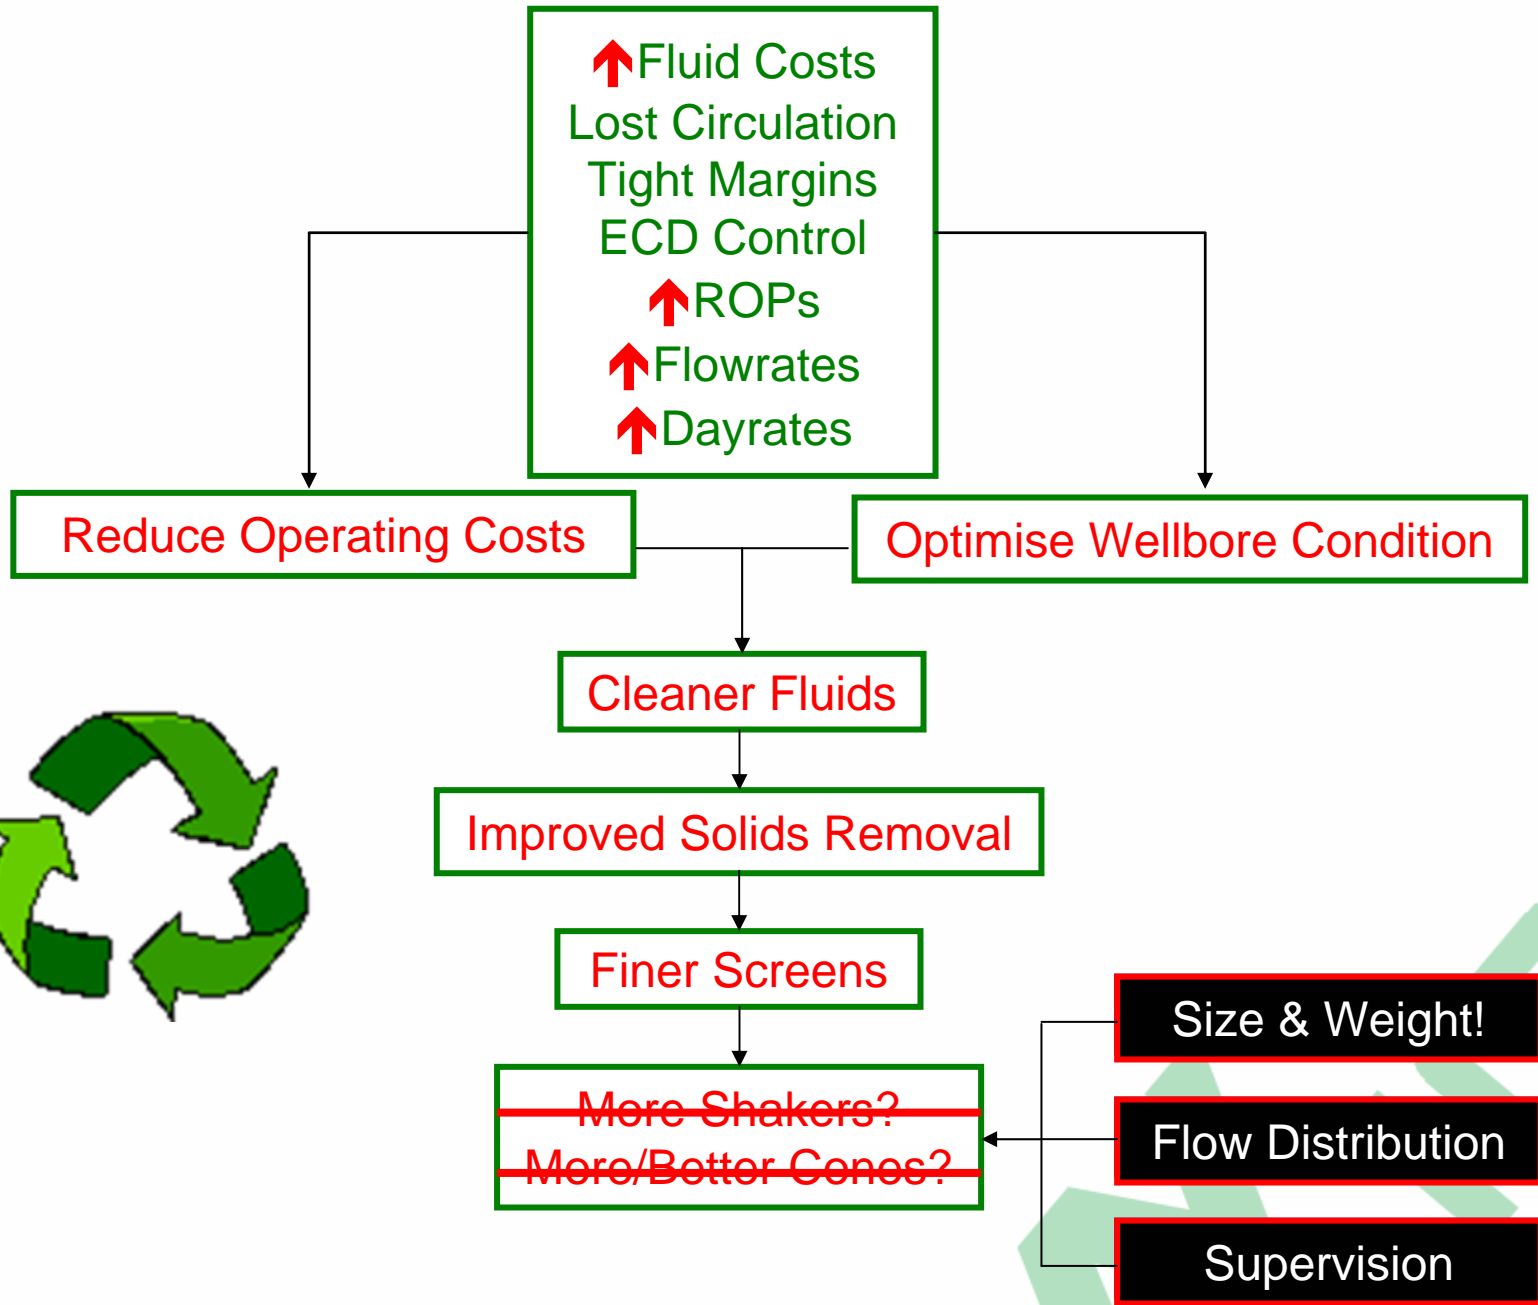 Fluid Costs
Lost Circulation
Tight Margins
ECD Control
ROPs
Flowrates
Dayrates
Reduce Operating Costs
Optimise Wellbore Condition
Cleaner Fluids
Improved Solids Removal
Finer Screens
More Shakers?
More/Better Cones?
Size & Weight!
Flow Distribution
Supervision